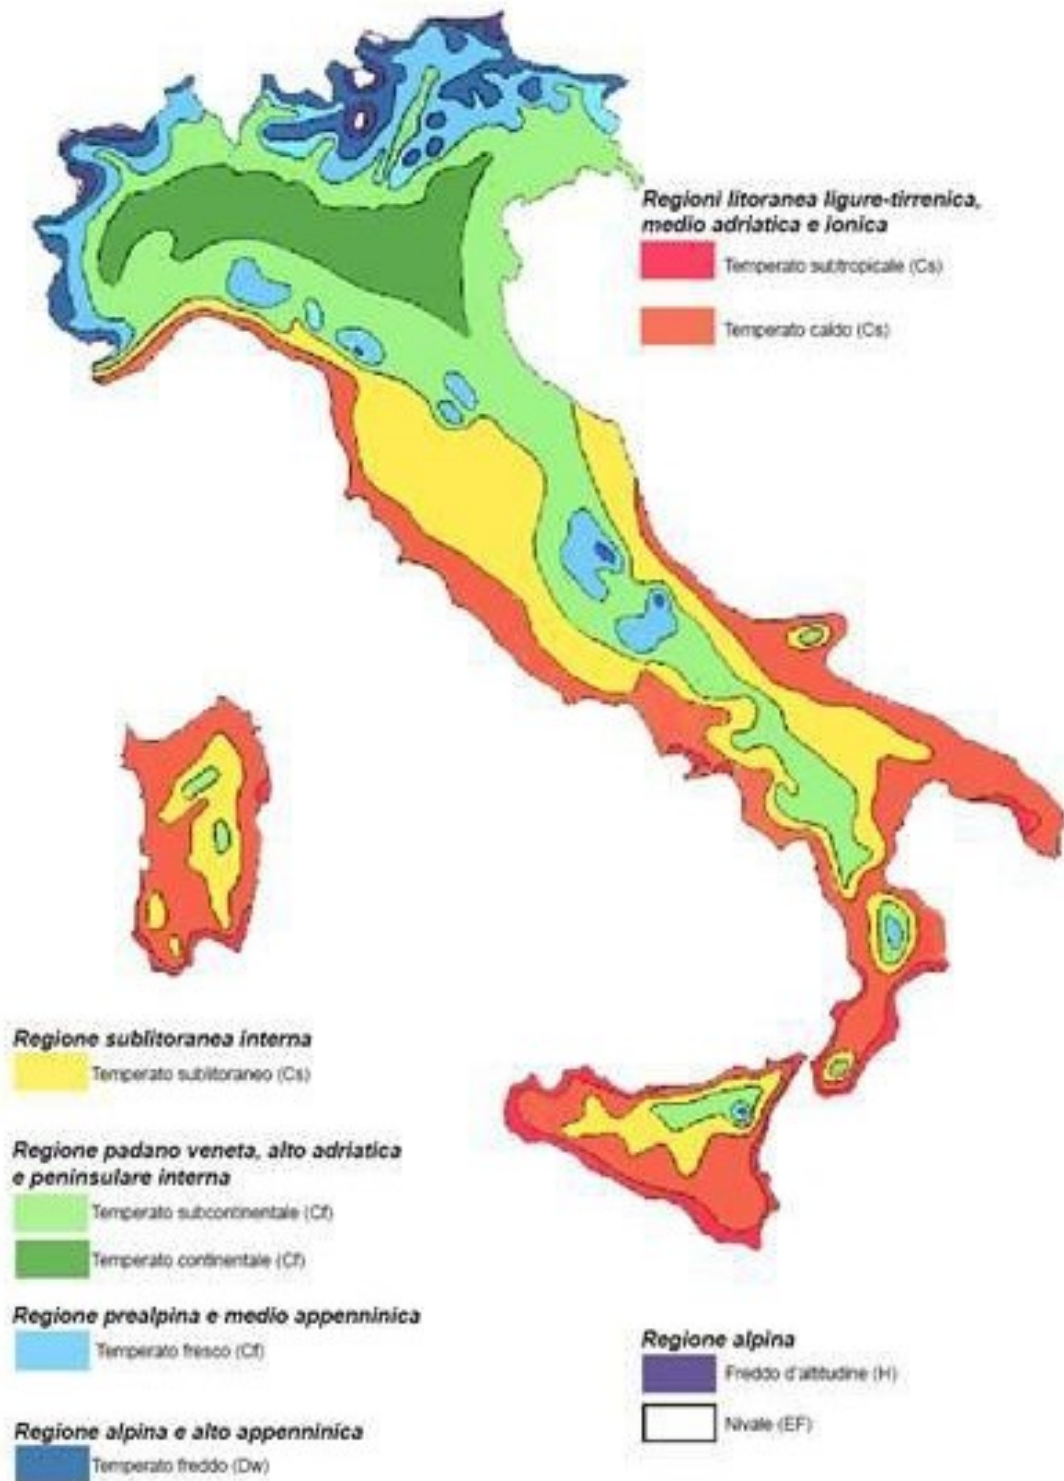 Regioni litoranea ligure-tirrenica,
medio adriatica e ionica
Temperato subtropicale (Cs)
Temperato caldo (Cs)
Regione sublitoranea interna
Temperato sublitoraneo (Cs)
Regione padano veneta, alto adriatica
e peninsulare interna
Temperato subcontinentale (Cf)
Temperato continentale (Cf)
Regione prealpina e medio appenninica
Temperato fresco (Cf)
Regione alpina e alto appenninica
Temperato freddo (Dw)
Regione alpina
Freddo d'altitudine (H)
Nivale (EF)